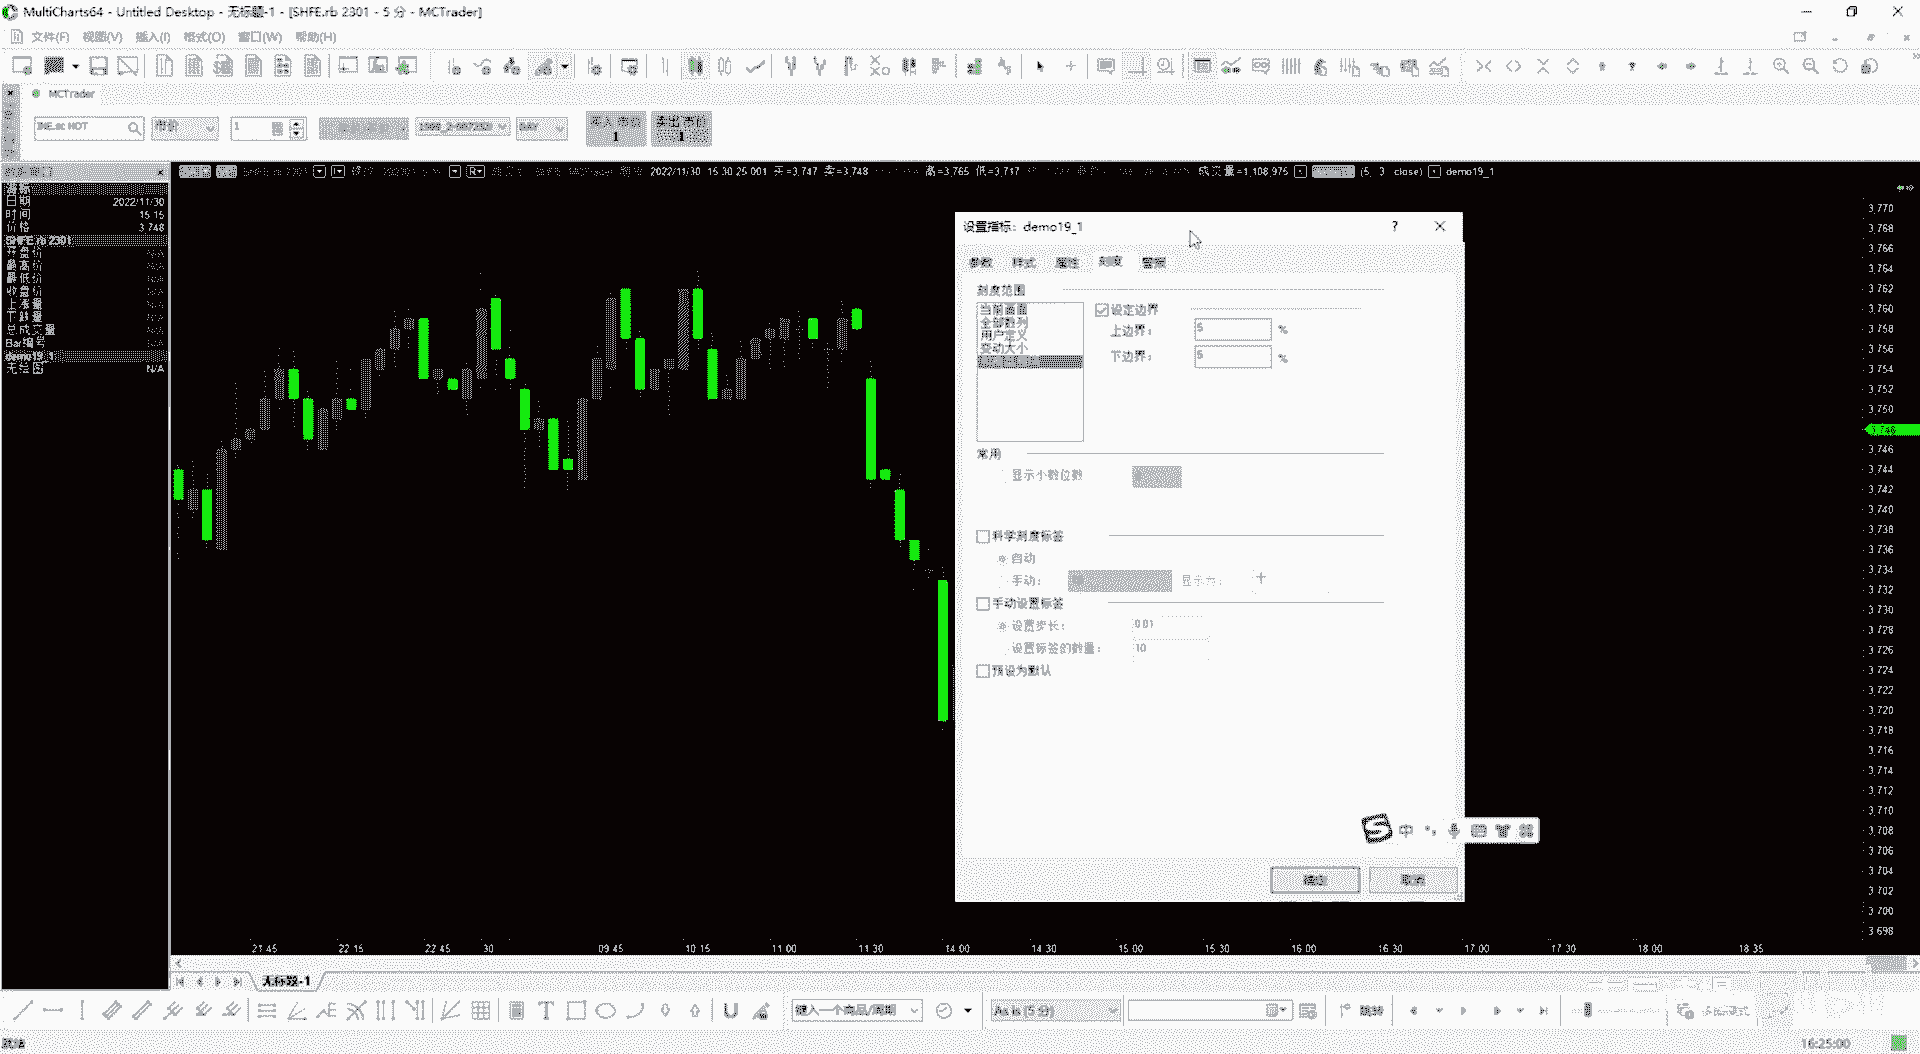 MultiCharts64 - Untitled Desktop - 无标题-1 - [SHFE.rb 2301 - 5 分 - MCTrader]
文件(F) 视图(V) 插入(I) 格式(O) 窗口(W) 帮助(H)
MCTrader
INE.sc HOT 市价 1 DAY 买入市价 1 卖出市价 1
2022/11/30 开=3,747 卖=3,748 高=3,765 低=3,717 成交量=1,108,976 (5, 3, close) demo19_1
日期 2022/11/30
时间 15:15
价格 3,748
SHFE.rb 2301
开盘价 N/A
最高价 N/A
最低价 N/A
收盘价 N/A
上涨量 N/A
下跌量 N/A
总成交量 N/A
Bar编号 N/A
demo19_1
无绘图 N/A
设置指标: demo19_1
参数 样式 属性 刻度 警报
刻度范围
当前画面
全部数列
用户定义
变动大小
设定边界
上边界: 5 %
下边界: 5 %
常用
显示小数位数
科学刻度标签
自动
手动: 显示为:
手动设置标签
设置步长: 0.01
设置标签的数量: 10
预设为默认
确定 取消
中
3,770
3,768
3,766
3,764
3,762
3,760
3,758
3,756
3,754
3,752
3,750
3,748
3,746
3,744
3,742
3,740
3,738
3,736
3,734
3,732
3,730
3,728
3,726
3,724
3,722
3,720
3,718
3,716
3,714
3,712
3,710
3,708
3,706
3,704
3,702
3,700
3,698
21:45 22:15 22:45 30 09:45 10:15 11:00 11:30 14:00 14:30 15:00 15:30 16:00 16:30 17:00 17:30 18:00 18:35
无标题-1
键入一个商品/周期 As is (5 分) 跳转
就绪 16:25:00